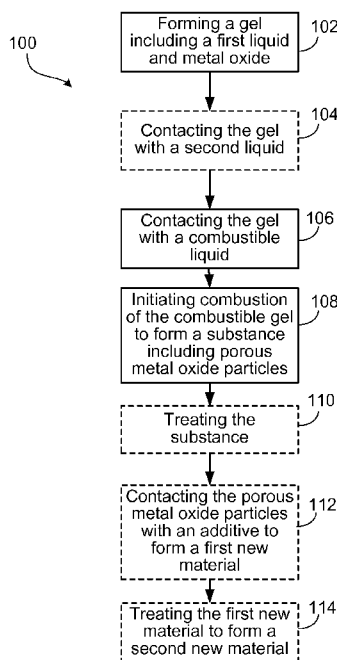 100
Forming a gel
including a first liquid
and metal oxide
102
Contacting the gel
with a second liquid
104
Contacting the gel
with a combustible
liquid
106
Initiating combustion
of the combustible gel
to form a substance
including porous
metal oxide particles
108
Treating the
substance
110
Contacting the porous
metal oxide particles
with an additive to
form a first new
material
112
Treating the first new
material to form a
second new material
114